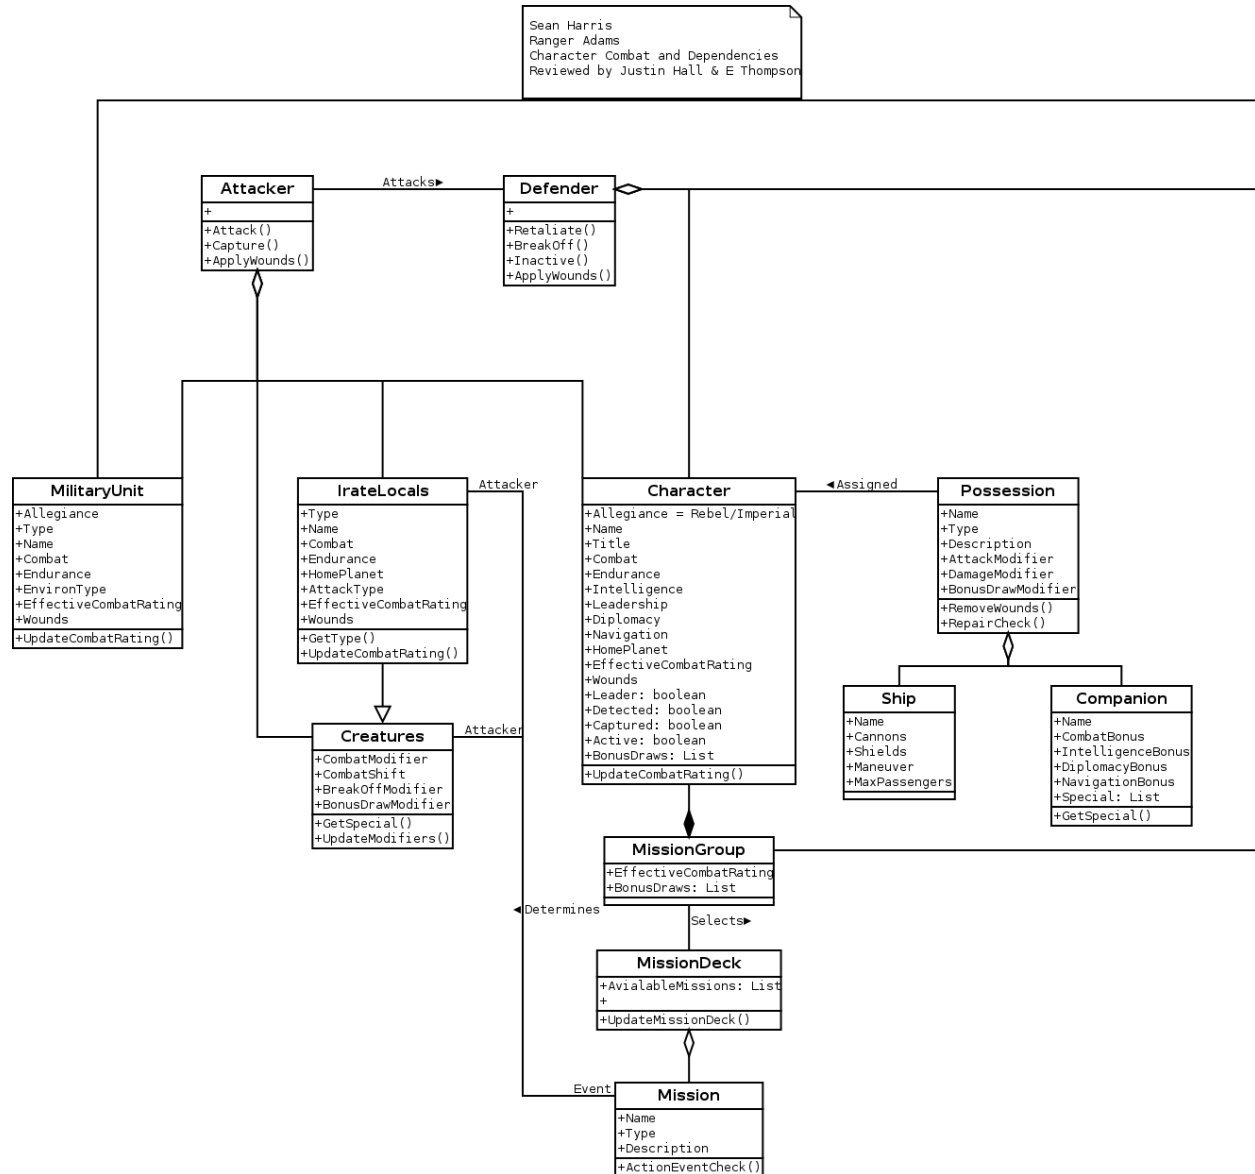 Sean Harris
Ranger Adams
Character Combat and Dependencies
Reviewed by Justin Hall & E Thompson
Attacker
+
+Attack()
+Capture()
+ApplyWounds()
Attacks►
Defender
+
+Retaliate()
+BreakOff()
+Inactive()
+ApplyWounds()
MilitaryUnit
+Allegiance
+Type
+Name
+Combat
+Endurance
+EnvironType
+EffectiveCombatRating
+Wounds
+UpdateCombatRating()
IrateLocals
+Type
+Name
+Combat
+Endurance
+HomePlanet
+AttackType
+EffectiveCombatRating
+Wounds
+GetType()
+UpdateCombatRating()
Attacker
Character
+Allegiance = Rebel/Imperial
+Name
+Title
+Combat
+Endurance
+Intelligence
+Leadership
+Diplomacy
+Navigation
+HomePlanet
+EffectiveCombatRating
+Wounds
+Leader: boolean
+Detected: boolean
+Captured: boolean
+Active: boolean
+BonusDraws: List
+UpdateCombatRating()
◄Assigned
Possession
+Name
+Type
+Description
+AttackModifier
+DamageModifier
+BonusDrawModifier
+RemoveWounds()
+RepairCheck()
Ship
+Name
+Cannons
+Shields
+Maneuver
+MaxPassengers
Companion
+Name
+CombatBonus
+IntelligenceBonus
+DiplomacyBonus
+NavigationBonus
+Special: List
+GetSpecial()
Creatures
+CombatModifier
+CombatShift
+BreakOffModifier
+BonusDrawModifier
+GetSpecial()
+UpdateModifiers()
Attacker
MissionGroup
+EffectiveCombatRating
+BonusDraws: List
◄Determines
Selects►
MissionDeck
+AvialableMissions: List
+
+UpdateMissionDeck()
Event
Mission
+Name
+Type
+Description
+ActionEventCheck()